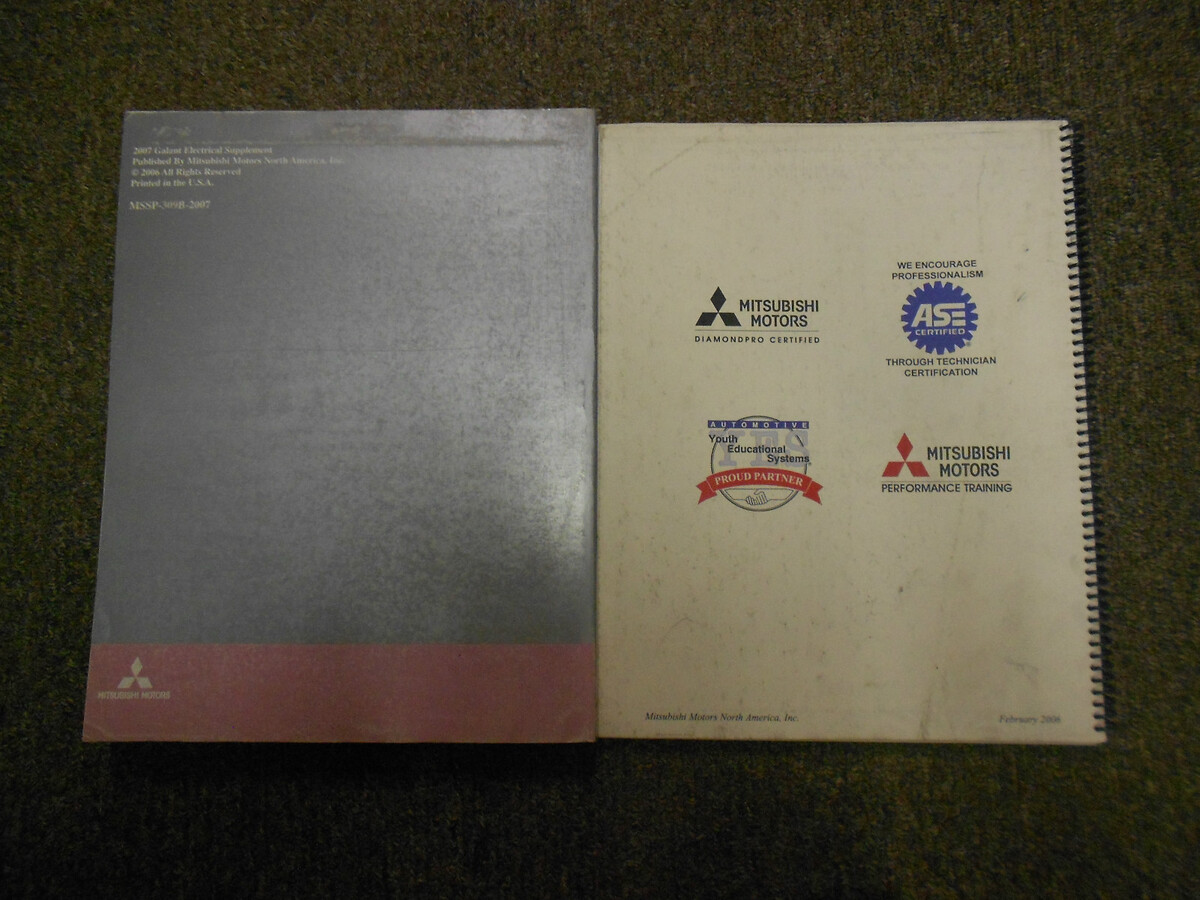 2007 Galant Electrical Supplement
Published By Mitsubishi Motors North America, Inc.
© 2006 All Rights Reserved
Printed in the U.S.A.
MSSP-309B-2007
MITSUBISHI MOTORS
MITSUBISHI
MOTORS
DIAMONDPRO CERTIFIED
WE ENCOURAGE
PROFESSIONALISM
ASE
CERTIFIED
THROUGH TECHNICIAN
CERTIFICATION
AUTOMOTIVE
YES
Youth
Educational
Systems
PROUD PARTNER
MITSUBISHI
MOTORS
PERFORMANCE TRAINING
Mitsubishi Motors North America, Inc.
February 2006